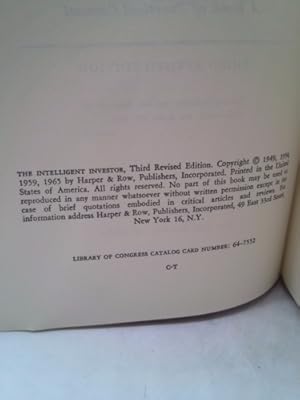 THE INTELLIGENT INVESTOR, Third Revised Edition. Copyright © 1949, 1954,
1959, 1965 by Harper & Row, Publishers, Incorporated. Printed in the United
States of America. All rights reserved. No part of this book may be used or
reproduced in any manner whatsoever without written permission except in the
case of brief quotations embodied in critical articles and reviews. For
information address Harper & Row, Publishers, Incorporated, 49 East 33rd Street,
New York 16, N.Y.
LIBRARY OF CONGRESS CATALOG CARD NUMBER: 64-7552
C-T